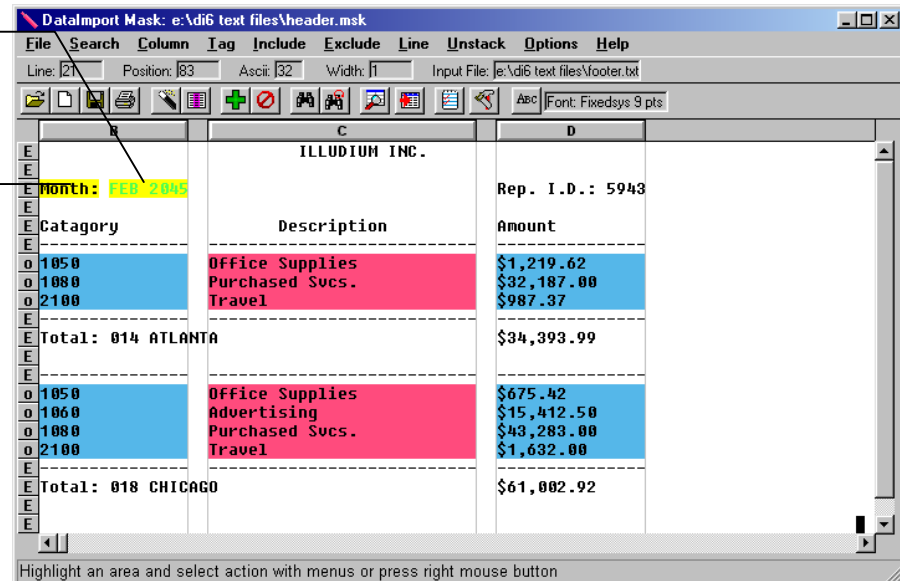 DataImport Mask: e:\di6 text files\header.msk
File Search Column Tag Include Exclude Line Unstack Options Help
Line: 21 Position: 83 Ascii: 32 Width: 1 Input File: e:\di6 text files\footer.txt
ABC Font: Fixedsys 9 pts
B C D
E ILLUDIUM INC.
E
E Month: FEB 2045 Rep. I.D.: 5943
E
E Catagory Description Amount
E --------------- ---------------------- ------------
o 1050 Office Supplies $1,219.62
o 1080 Purchased Svcs. $32,187.00
o 2100 Travel $987.37
E --------------- ---------------------- ------------
E Total: 014 ATLANTA $34,393.99
E
E --------------- ---------------------- ------------
o 1050 Office Supplies $675.42
o 1060 Advertising $15,412.50
o 1080 Purchased Svcs. $43,283.00
o 2100 Travel $1,632.00
E --------------- ---------------------- ------------
E Total: 018 CHICAGO $61,002.92
E
E
Highlight an area and select action with menus or press right mouse button